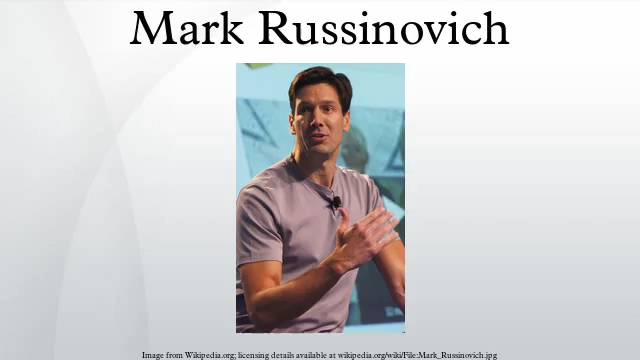 Mark Russinovich
Image from Wikipedia.org; licensing details available at wikipedia.org/wiki/File:Mark_Russinovich.jpg